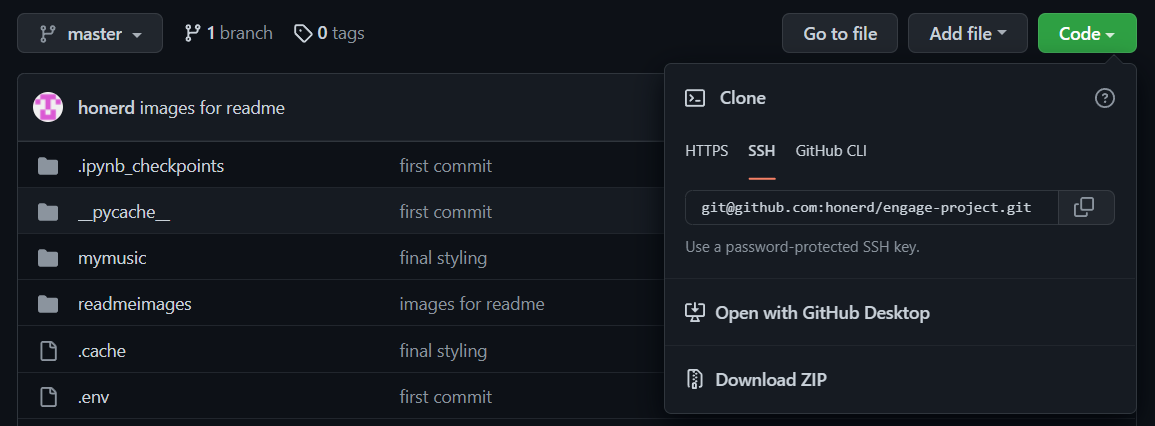 master 1 branch 0 tags Go to file Add file Code
honerd images for readme
Clone
HTTPS SSH GitHub CLI
git@github.com:honerd/engage-project.git
Use a password-protected SSH key.
Open with GitHub Desktop
Download ZIP
.ipynb_checkpoints first commit
__pycache__ first commit
mymusic final styling
readmeimages images for readme
.cache final styling
.env first commit